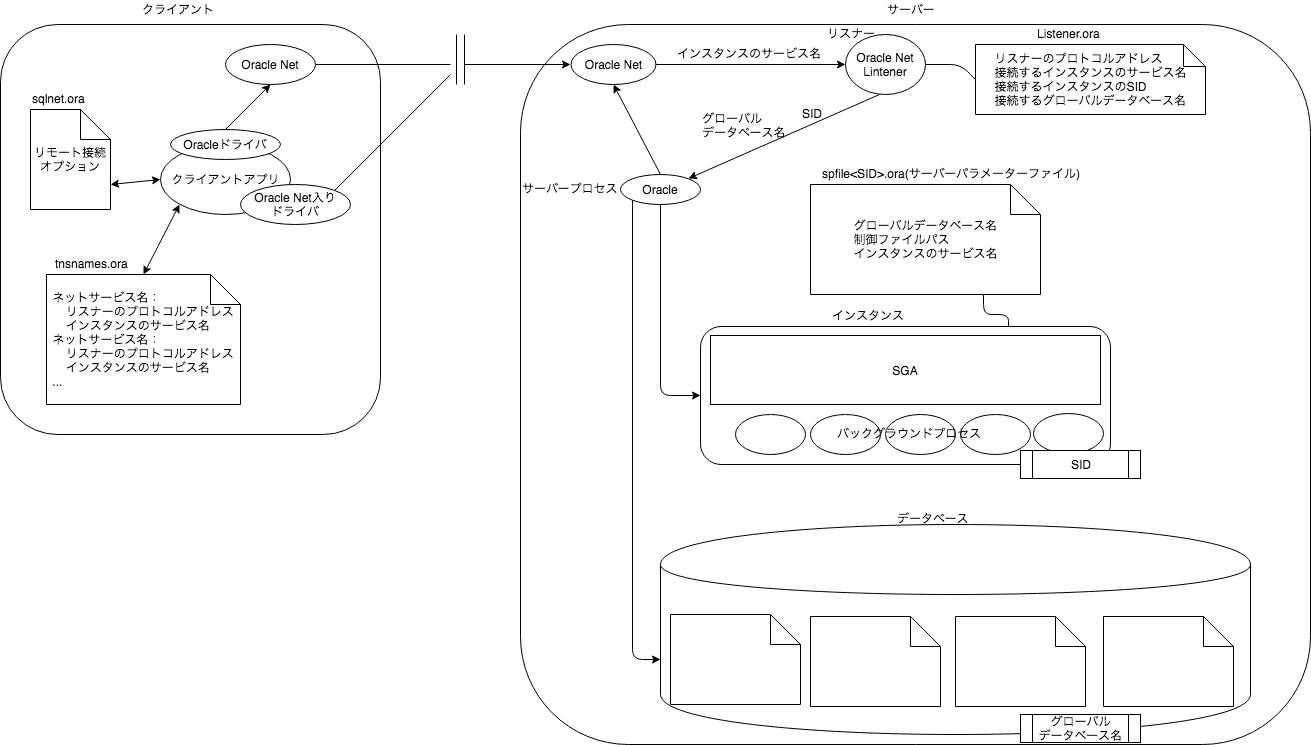 クライアント
Oracle Net
sqlnet.ora
リモート接続
オプション
Oracleドライバ
クライアントアプリ
Oracle Net入り
ドライバ
tnsnames.ora
ネットサービス名：
リスナーのプロトコルアドレス
インスタンスのサービス名
ネットサービス名：
リスナーのプロトコルアドレス
インスタンスのサービス名
...
サーバー
Oracle Net
インスタンスのサービス名
リスナー
Oracle Net
Lintener
Listener.ora
リスナーのプロトコルアドレス
接続するインスタンスのサービス名
接続するインスタンスのSID
接続するグローバルデータベース名
グローバル
データベース名
SID
サーバープロセス
Oracle
spfile<SID>.ora(サーバーパラメーターファイル)
グローバルデータベース名
制御ファイルパス
インスタンスのサービス名
インスタンス
SGA
バックグラウンドプロセス
SID
データベース
グローバル
データベース名